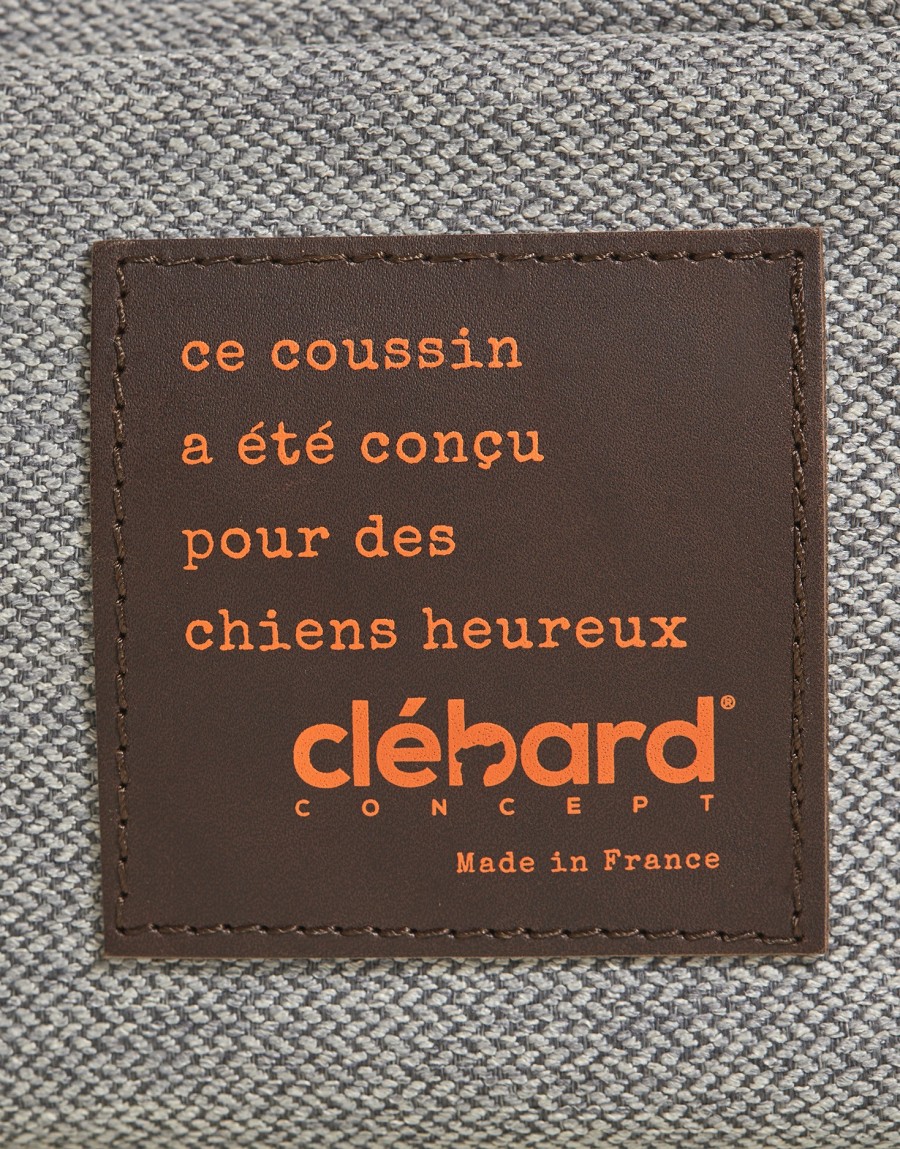 ce coussin
a été conçu
pour des
chiens heureux
clébard®
CONCEPT
Made in France